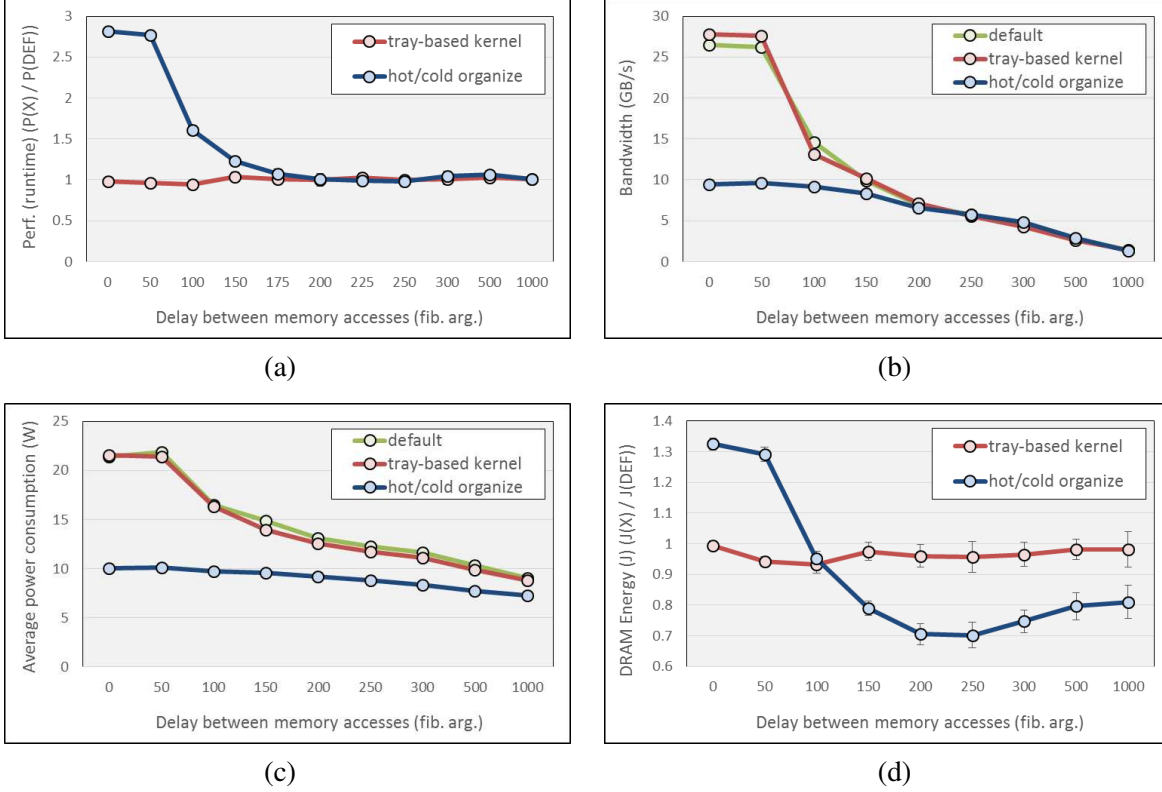 3
2.5
2
1.5
1
0.5
0
Perf. (runtime) (P(X) / P(DEF))
tray-based kernel
hot/cold organize
0 50 100 150 175 200 225 250 300 500 1000
Delay between memory accesses (fib. arg.)
(a)
30
25
20
15
10
5
0
Bandwidth (GB/s)
default
tray-based kernel
hot/cold organize
0 50 100 150 200 250 300 500 1000
Delay between memory accesses (fib. arg.)
(b)
25
20
15
10
5
0
Average power consumption (W)
default
tray-based kernel
hot/cold organize
0 50 100 150 200 250 300 500 1000
Delay between memory accesses (fib. arg.)
(c)
1.4
1.3
1.2
1.1
1
0.9
0.8
0.7
0.6
DRAM Energy (J) (J(X) / J(DEF))
tray-based kernel
hot/cold organize
0 50 100 150 200 250 300 500 1000
Delay between memory accesses (fib. arg.)
(d)